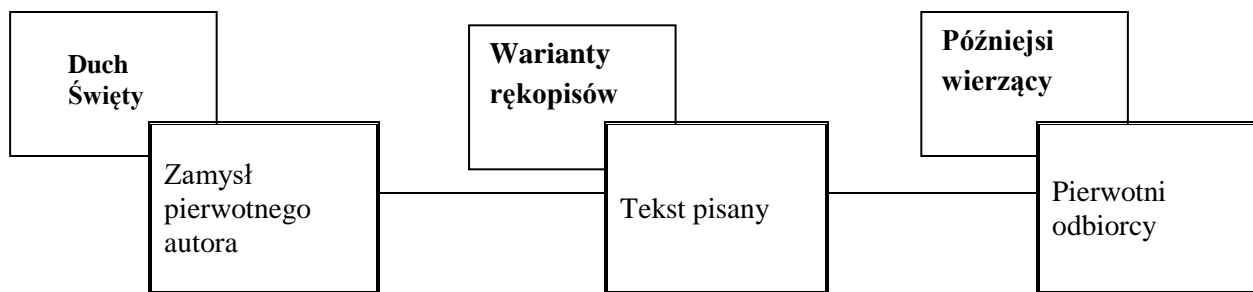 Duch
Święty
Warianty
rękopisów
Późniejsi
wierzący
Zamysł
pierwotnego
autora
Tekst pisany
Pierwotni
odbiorcy